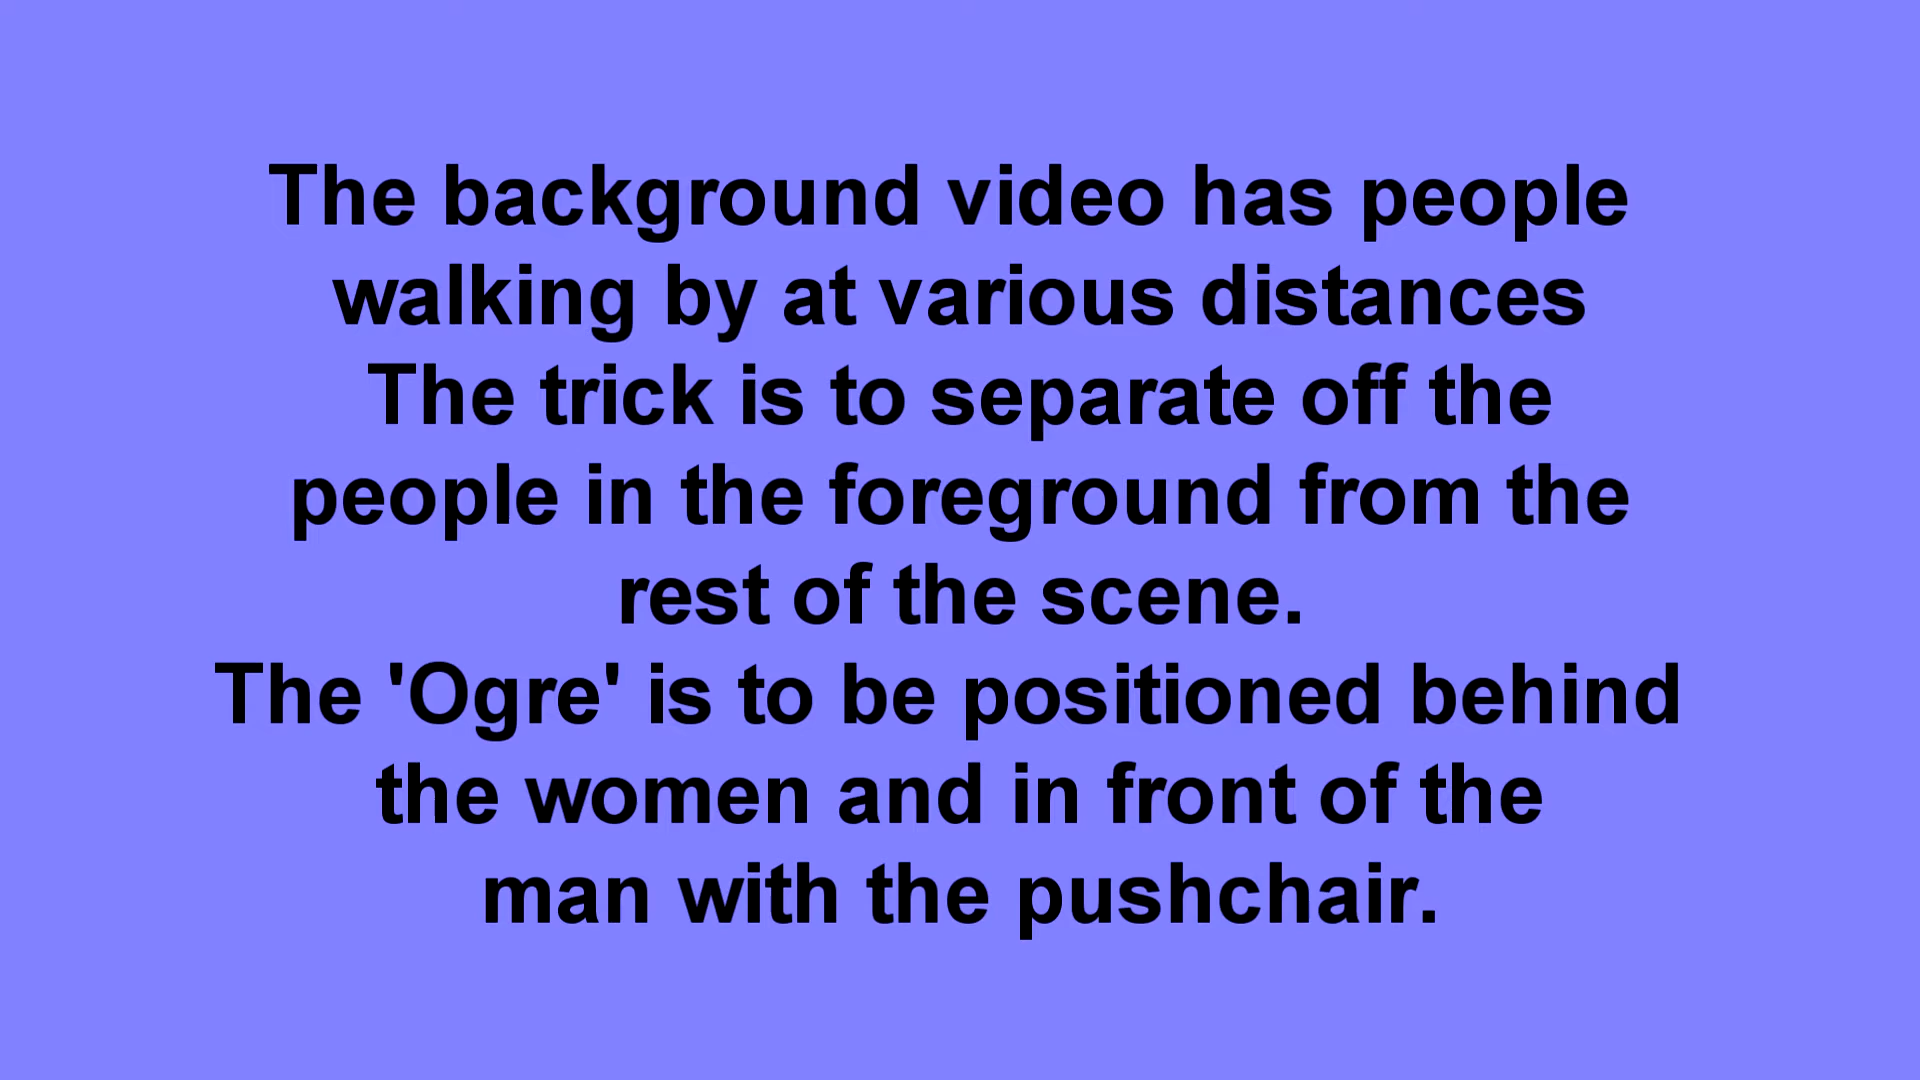 The background video has people
walking by at various distances
The trick is to separate off the
people in the foreground from the
rest of the scene.
The 'Ogre' is to be positioned behind
the women and in front of the
man with the pushchair.